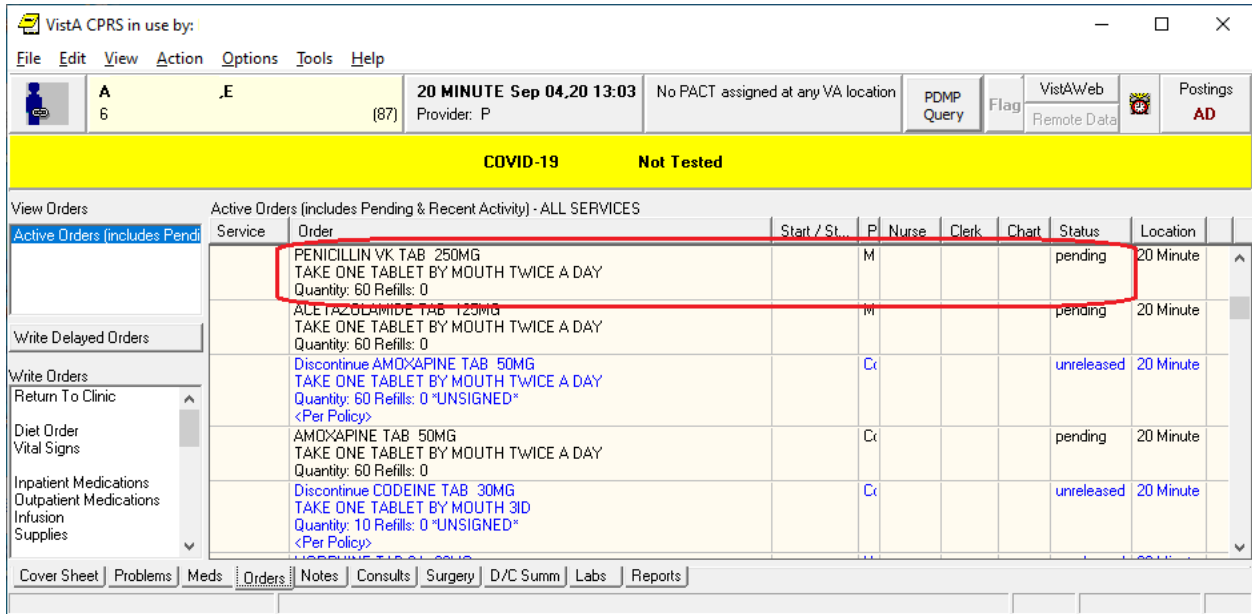 VistA CPRS in use by:
File Edit View Action Options Tools Help
A ,E
6 (87)
20 MINUTE Sep 04,20 13:03
Provider: P
No PACT assigned at any VA location
PDMP
Query
Flag
VistAWeb
Remote Data
Postings
AD
COVID-19 Not Tested
View Orders
Active Orders (includes Pendi
Write Delayed Orders
Write Orders
Return To Clinic
Diet Order
Vital Signs
Inpatient Medications
Outpatient Medications
Infusion
Supplies
Active Orders (includes Pending & Recent Activity) - ALL SERVICES
Service Order Start / St... P Nurse Clerk Chart Status Location
PENICILLIN VK TAB 250MG M pending 20 Minute
TAKE ONE TABLET BY MOUTH TWICE A DAY
Quantity: 60 Refills: 0
ACETAZOLAMIDE TAB 125MG M pending 20 Minute
TAKE ONE TABLET BY MOUTH TWICE A DAY
Quantity: 60 Refills: 0
Discontinue AMOXAPINE TAB 50MG Co unreleased 20 Minute
TAKE ONE TABLET BY MOUTH TWICE A DAY
Quantity: 60 Refills: 0 *UNSIGNED*
<Per Policy>
AMOXAPINE TAB 50MG Co pending 20 Minute
TAKE ONE TABLET BY MOUTH TWICE A DAY
Quantity: 60 Refills: 0
Discontinue CODEINE TAB 30MG Co unreleased 20 Minute
TAKE ONE TABLET BY MOUTH 3ID
Quantity: 10 Refills: 0 *UNSIGNED*
<Per Policy>
Cover Sheet Problems Meds Orders Notes Consults Surgery D/C Summ Labs Reports